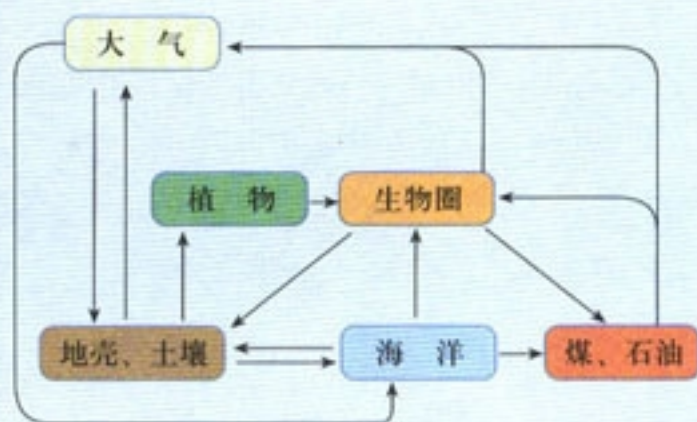 大 气
植 物
生物圈
地壳、土壤
海 洋
煤、石油